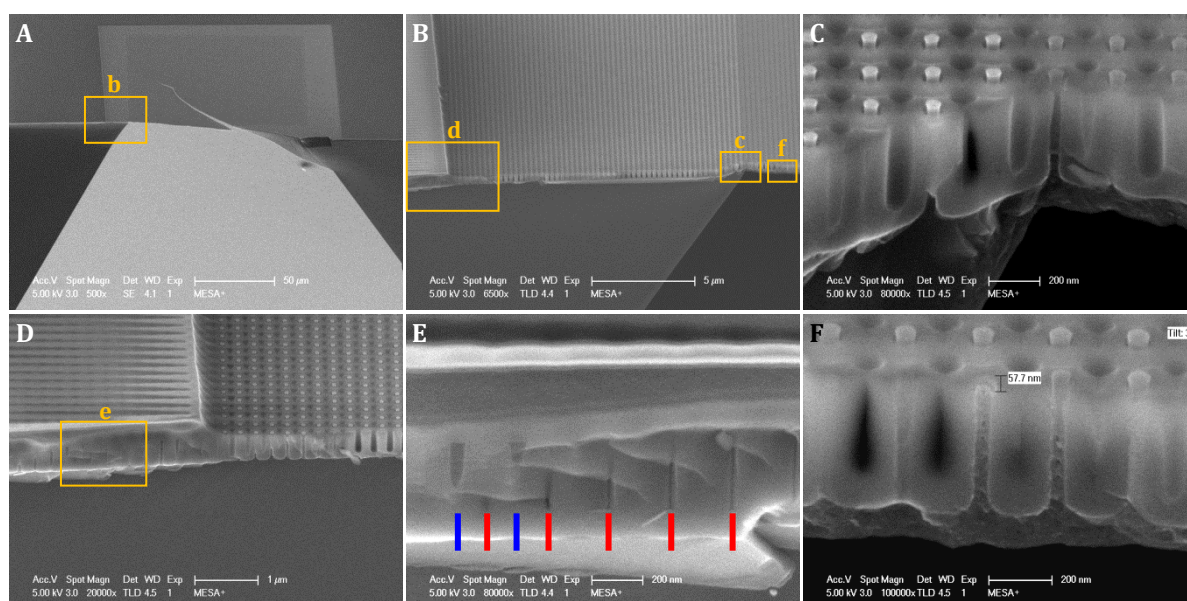 A
b
Acc.V Spot Magn Det WD Exp 50 µm
5.00 kV 3.0 500x SE 4.1 1 MESA+
B
d
c
f
Acc.V Spot Magn Det WD Exp 5 µm
5.00 kV 3.0 6500x TLD 4.4 1 MESA+
C
Acc.V Spot Magn Det WD Exp 200 nm
5.00 kV 3.0 80000x TLD 4.5 1 MESA+
D
e
Acc.V Spot Magn Det WD Exp 1 µm
5.00 kV 3.0 20000x TLD 4.5 1 MESA+
E
Acc.V Spot Magn Det WD Exp 200 nm
5.00 kV 3.0 80000x TLD 4.4 1 MESA+
F
Tilt:
57.7 nm
Acc.V Spot Magn Det WD Exp 200 nm
5.00 kV 3.0 100000x TLD 4.5 1 MESA+